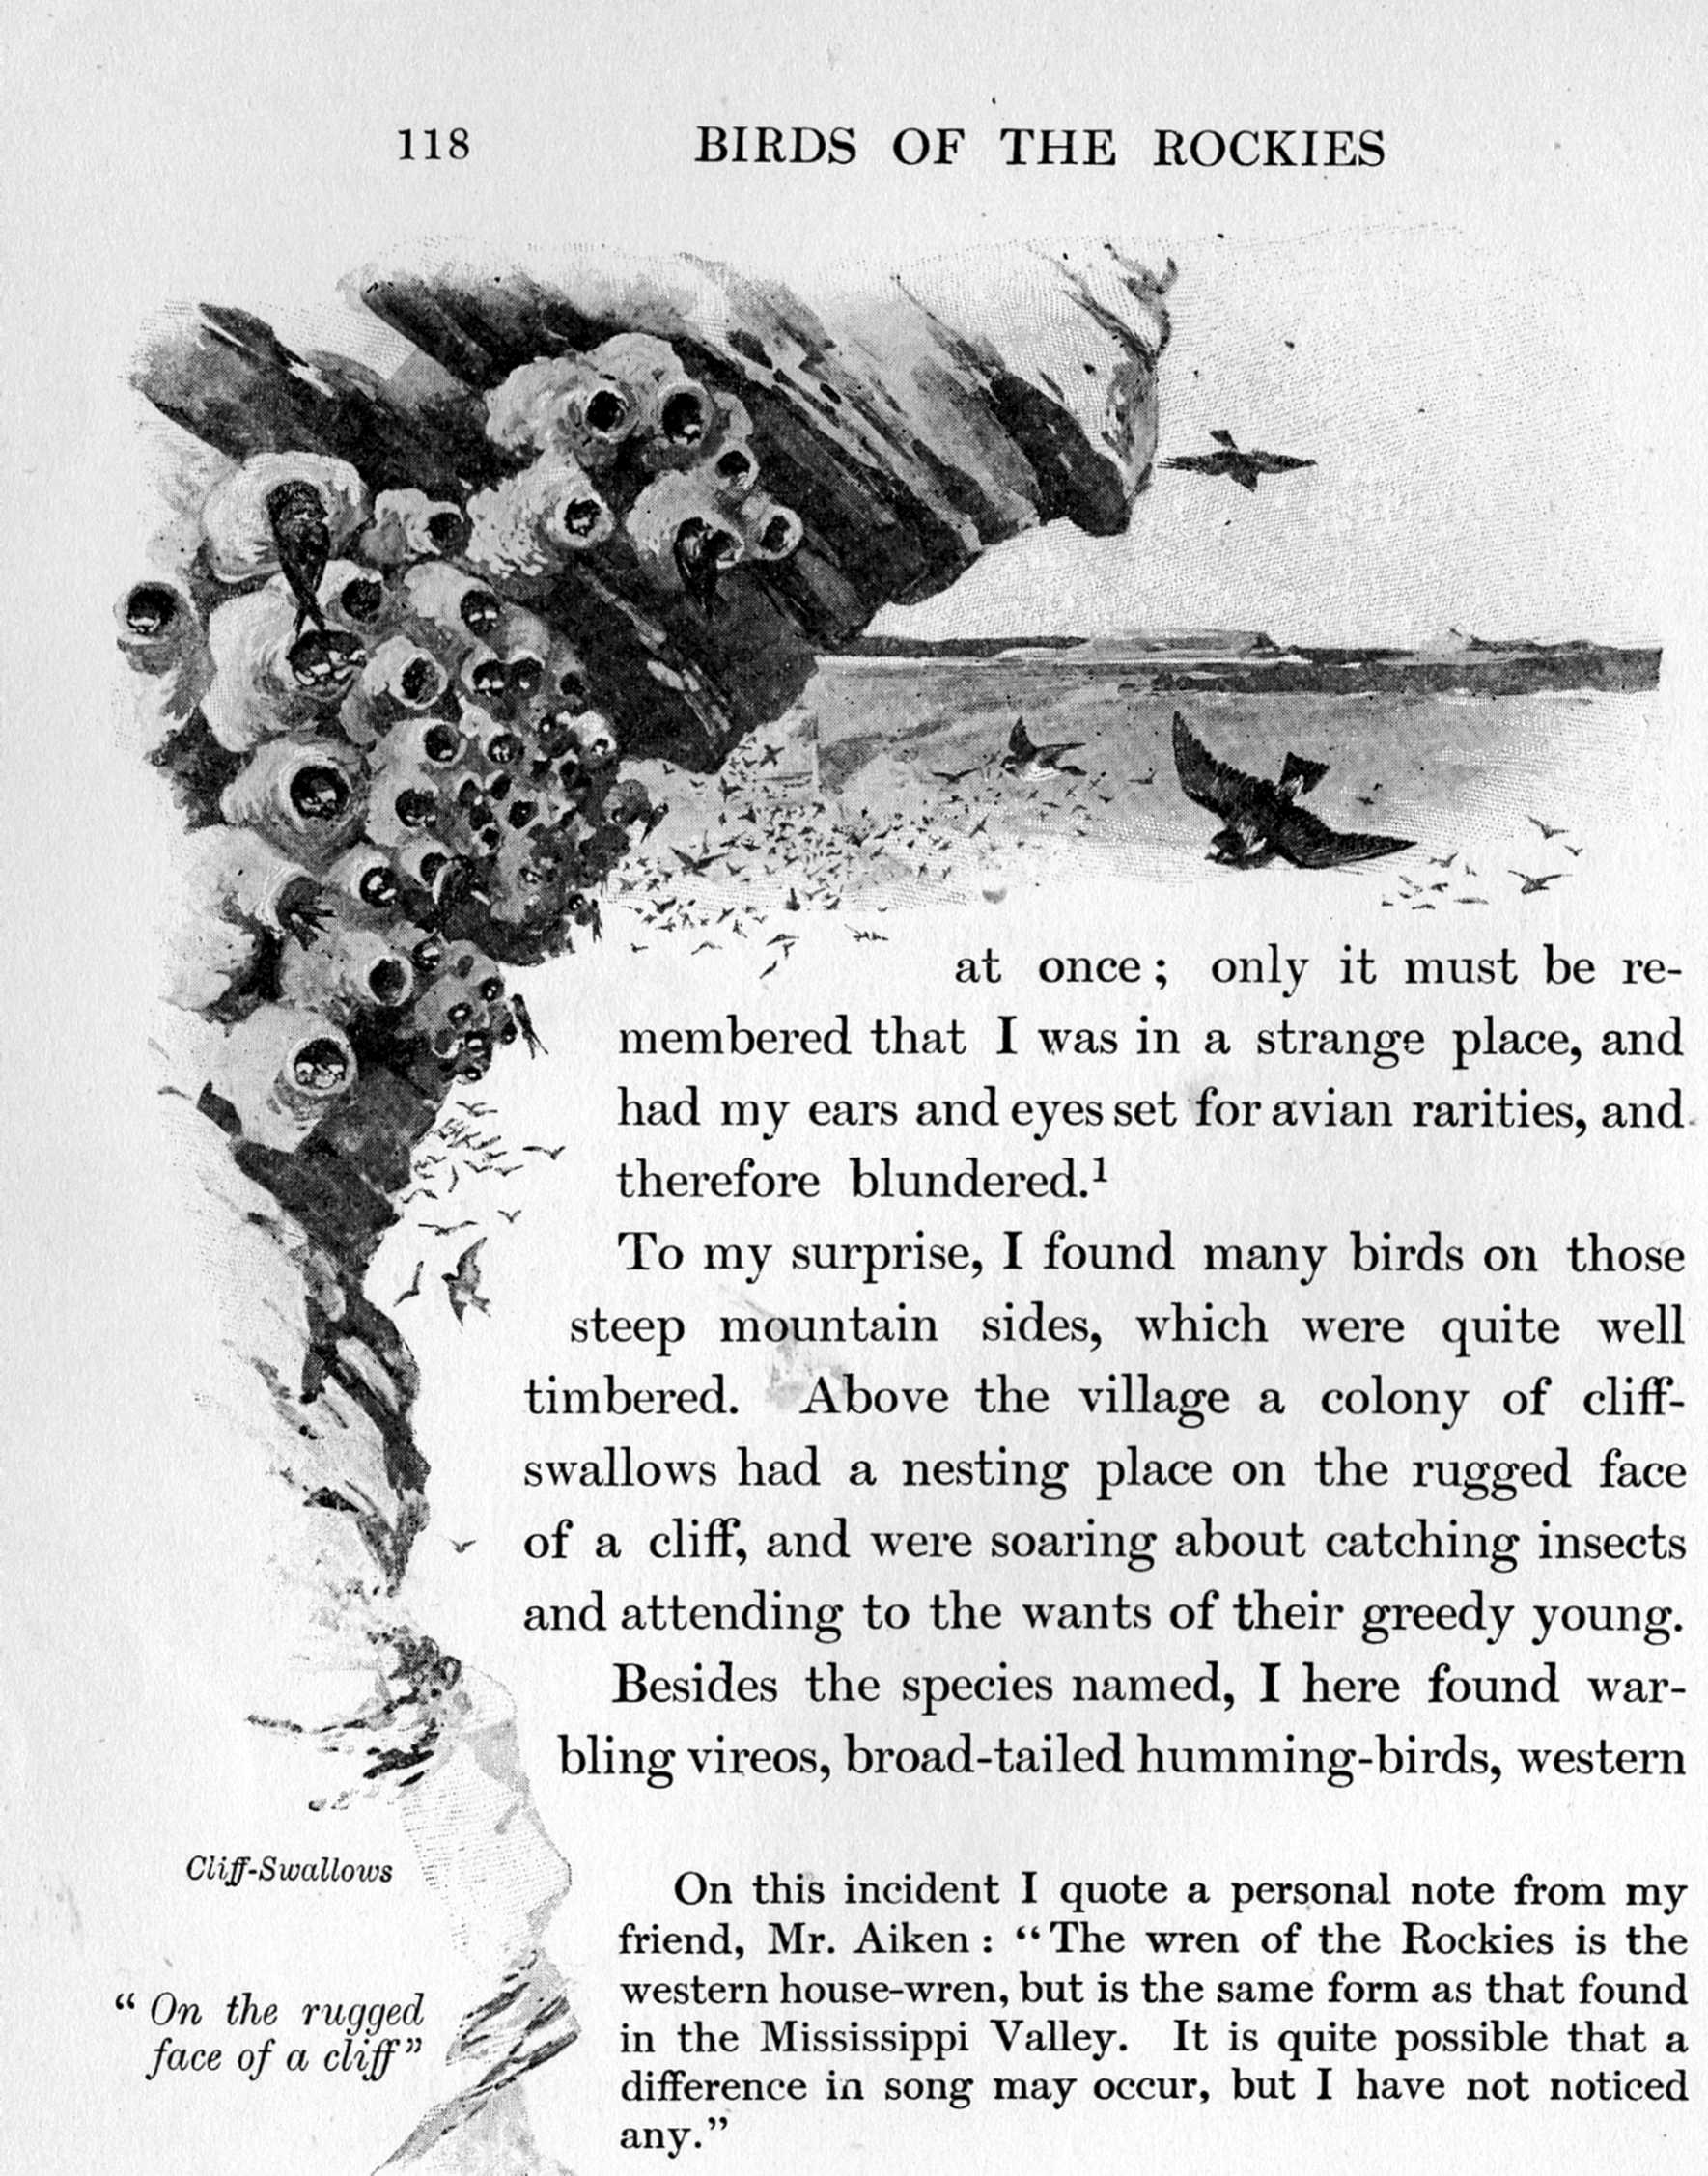 118 BIRDS OF THE ROCKIES
at once; only it must be re-
membered that I was in a strange place, and
had my ears and eyes set for avian rarities, and
therefore blundered.¹
To my surprise, I found many birds on those
steep mountain sides, which were quite well
timbered. Above the village a colony of cliff-
swallows had a nesting place on the rugged face
of a cliff, and were soaring about catching insects
and attending to the wants of their greedy young.
Besides the species named, I here found war-
bling vireos, broad-tailed humming-birds, western
Cliff-Swallows
“On the rugged
face of a cliff”
On this incident I quote a personal note from my
friend, Mr. Aiken: “The wren of the Rockies is the
western house-wren, but is the same form as that found
in the Mississippi Valley. It is quite possible that a
difference in song may occur, but I have not noticed
any.”